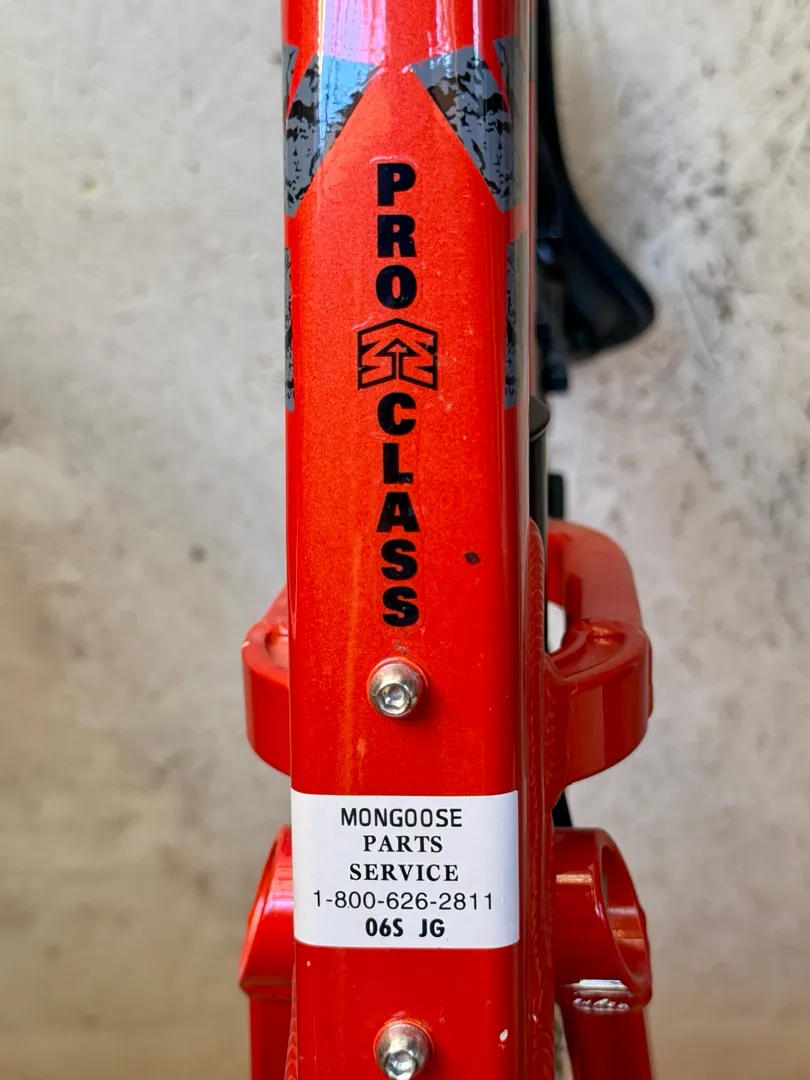 PRO
CLASS
MONGOOSE
PARTS
SERVICE
1-800-626-2811
06S JG